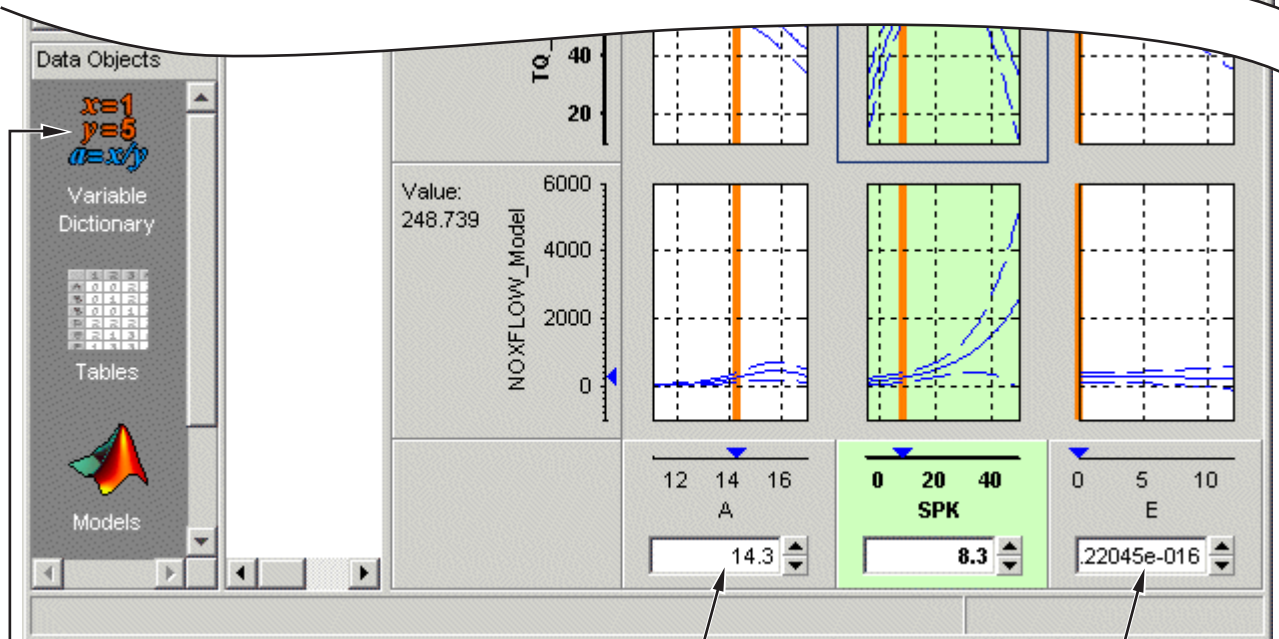 Data Objects
x=1
y=5
a=x/y
Variable
Dictionary
Tables
Models
TQ_
40
20
Value:
248.739
NOXFLOW_Model
6000
4000
2000
0
12 14 16
A
14.3
0 20 40
SPK
8.3
0 5 10
E
.22045e-016